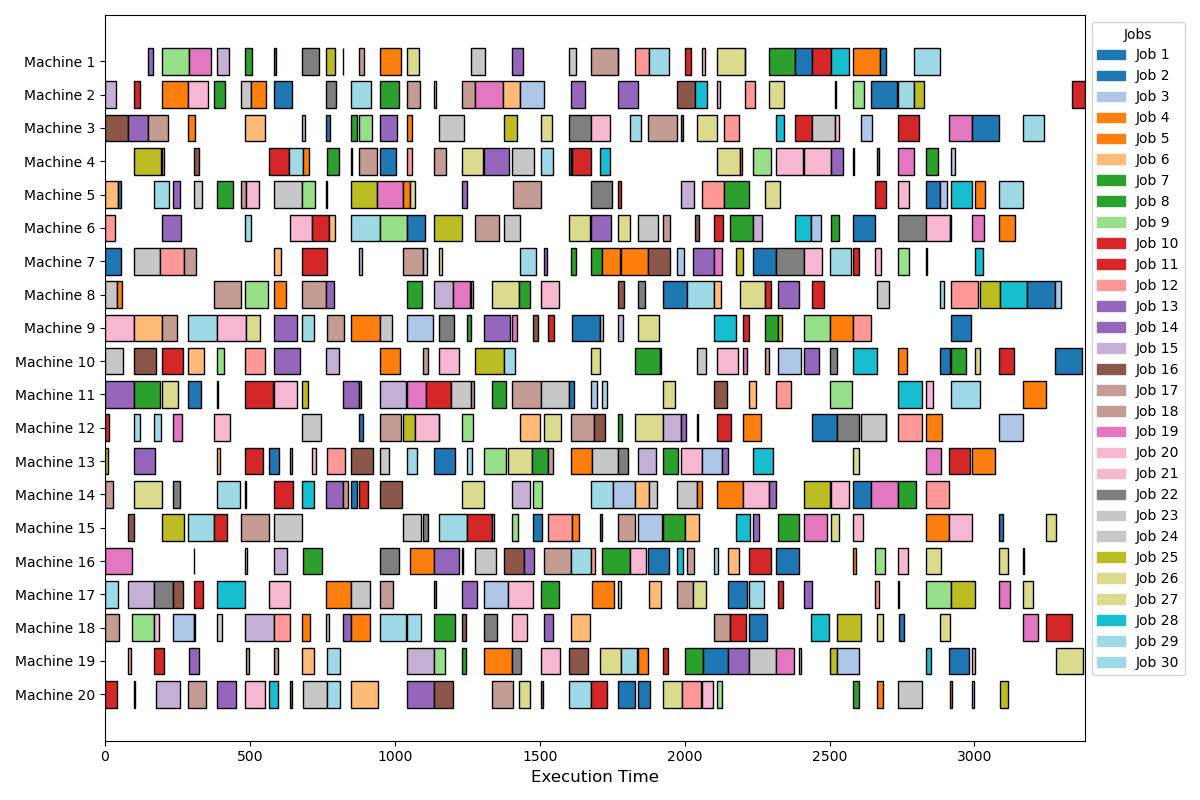 Machine 1
Machine 2
Machine 3
Machine 4
Machine 5
Machine 6
Machine 7
Machine 8
Machine 9
Machine 10
Machine 11
Machine 12
Machine 13
Machine 14
Machine 15
Machine 16
Machine 17
Machine 18
Machine 19
Machine 20
0 500 1000 1500 2000 2500 3000
Execution Time
Jobs
Job 1
Job 2
Job 3
Job 4
Job 5
Job 6
Job 7
Job 8
Job 9
Job 10
Job 11
Job 12
Job 13
Job 14
Job 15
Job 16
Job 17
Job 18
Job 19
Job 20
Job 21
Job 22
Job 23
Job 24
Job 25
Job 26
Job 27
Job 28
Job 29
Job 30